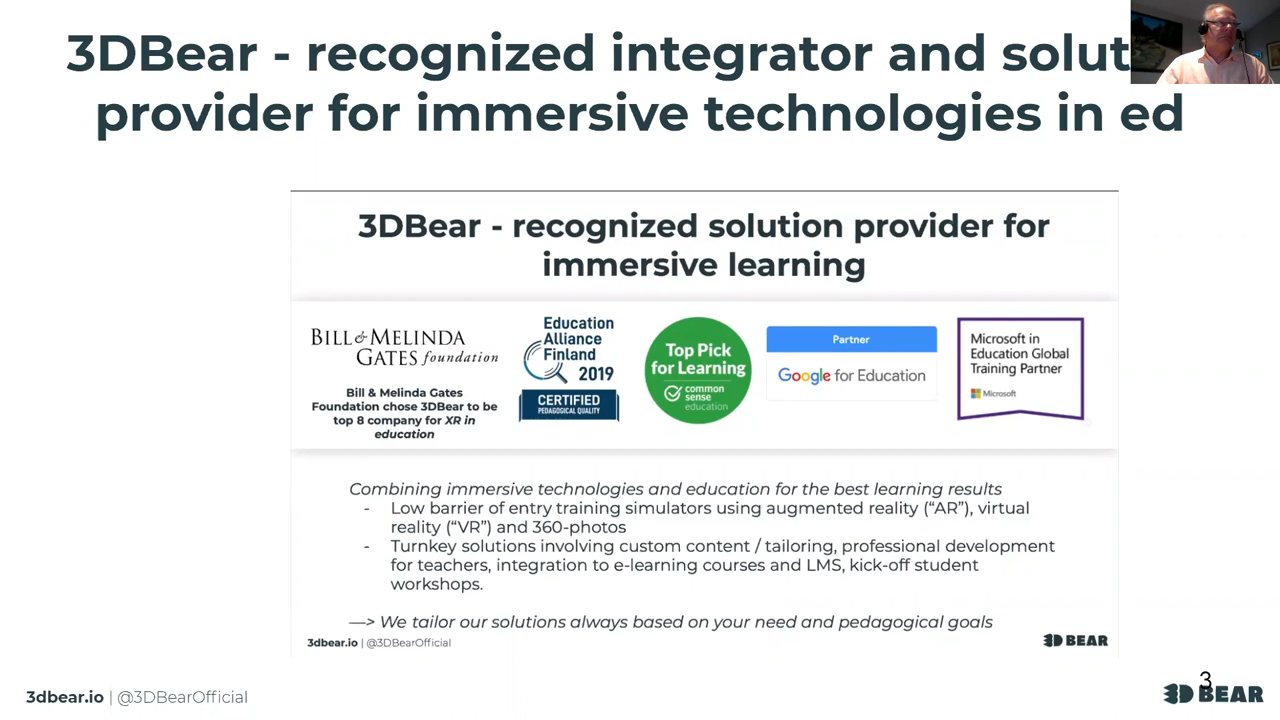 3DBear - recognized integrator and solut
provider for immersive technologies in ed
3DBear - recognized solution provider for
immersive learning
BILL & MELINDA
GATES foundation
Bill & Melinda Gates
Foundation chose 3DBear to be
top 8 company for XR in
education
Education
Alliance
Finland
2019
CERTIFIED
PEDAGOGICAL QUALITY
Top Pick
for Learning
common
sense
education
Partner
Google for Education
Microsoft in
Education Global
Training Partner
Microsoft
Combining immersive technologies and education for the best learning results
- Low barrier of entry training simulators using augmented reality (“AR”), virtual
reality (“VR”) and 360-photos
- Turnkey solutions involving custom content / tailoring, professional development
for teachers, integration to e-learning courses and LMS, kick-off student
workshops.
—> We tailor our solutions always based on your need and pedagogical goals
3dbear.io | @3DBearOfficial
3D BEAR
3dbear.io | @3DBearOfficial
3
3D BEAR